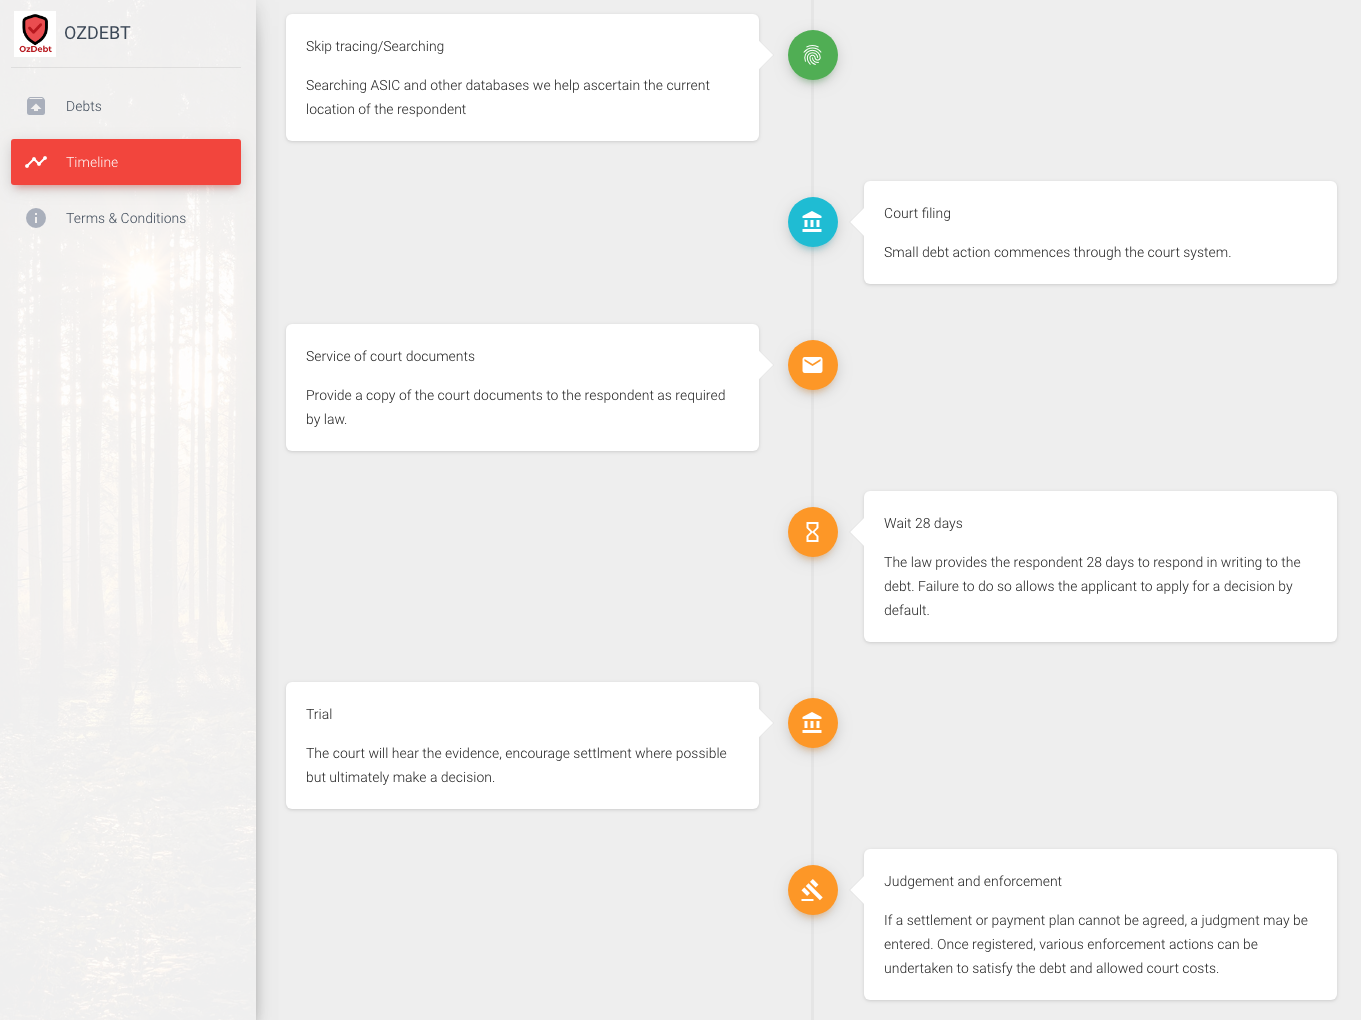 OzDebt
OZDEBT
Debts
Timeline
Terms & Conditions
Skip tracing/Searching
Searching ASIC and other databases we help ascertain the current
location of the respondent
Court filing
Small debt action commences through the court system.
Service of court documents
Provide a copy of the court documents to the respondent as required
by law.
Wait 28 days
The law provides the respondent 28 days to respond in writing to the
debt. Failure to do so allows the applicant to apply for a decision by
default.
Trial
The court will hear the evidence, encourage settlment where possible
but ultimately make a decision.
Judgement and enforcement
If a settlement or payment plan cannot be agreed, a judgment may be
entered. Once registered, various enforcement actions can be
undertaken to satisfy the debt and allowed court costs.